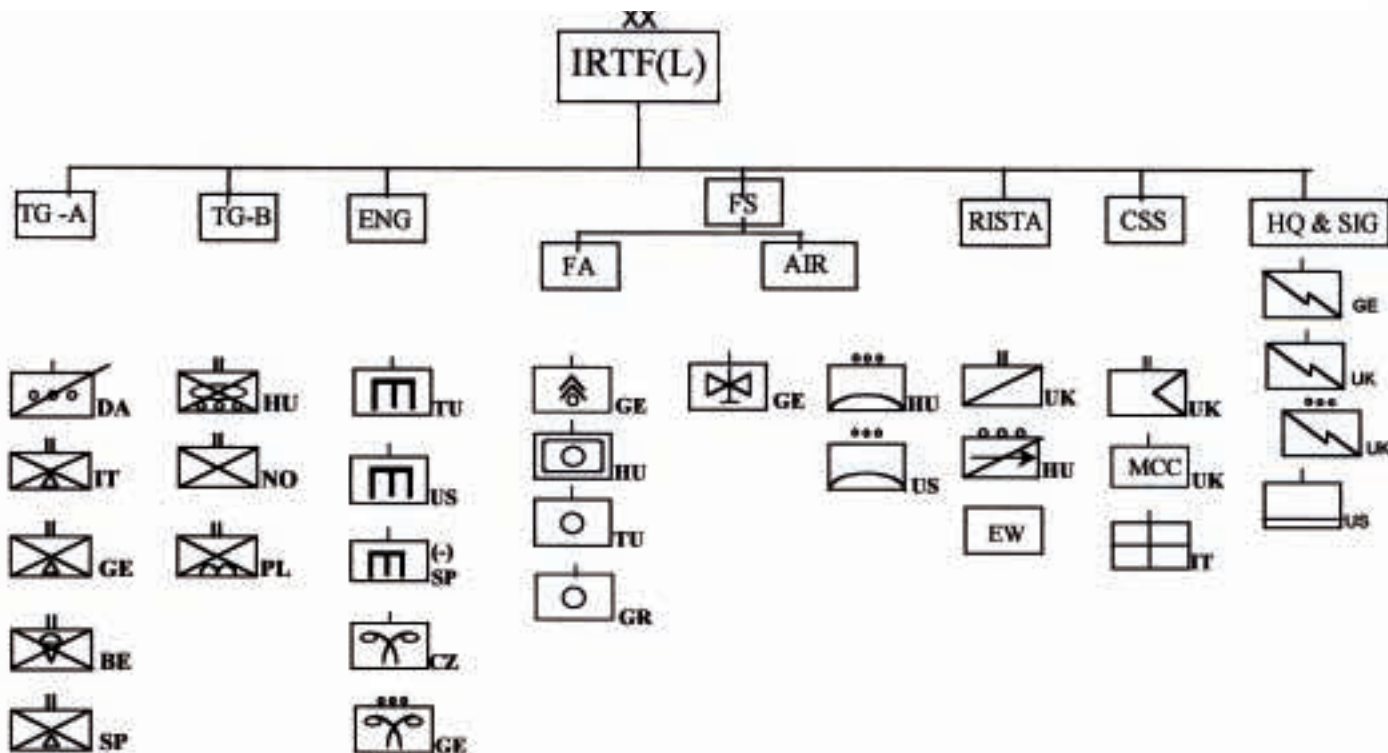 XX
IRTF(L)
TG -A
TG-B
ENG
FS
FA
AIR
RISTA
CSS
HQ & SIG
DA
IT
GE
BE
SP
HU
NO
PL
TU
US
(-)
SP
CZ
GE
GE
HU
TU
GR
GE
HU
US
UK
HU
EW
UK
MCC UK
IT
GE
UK
UK
US